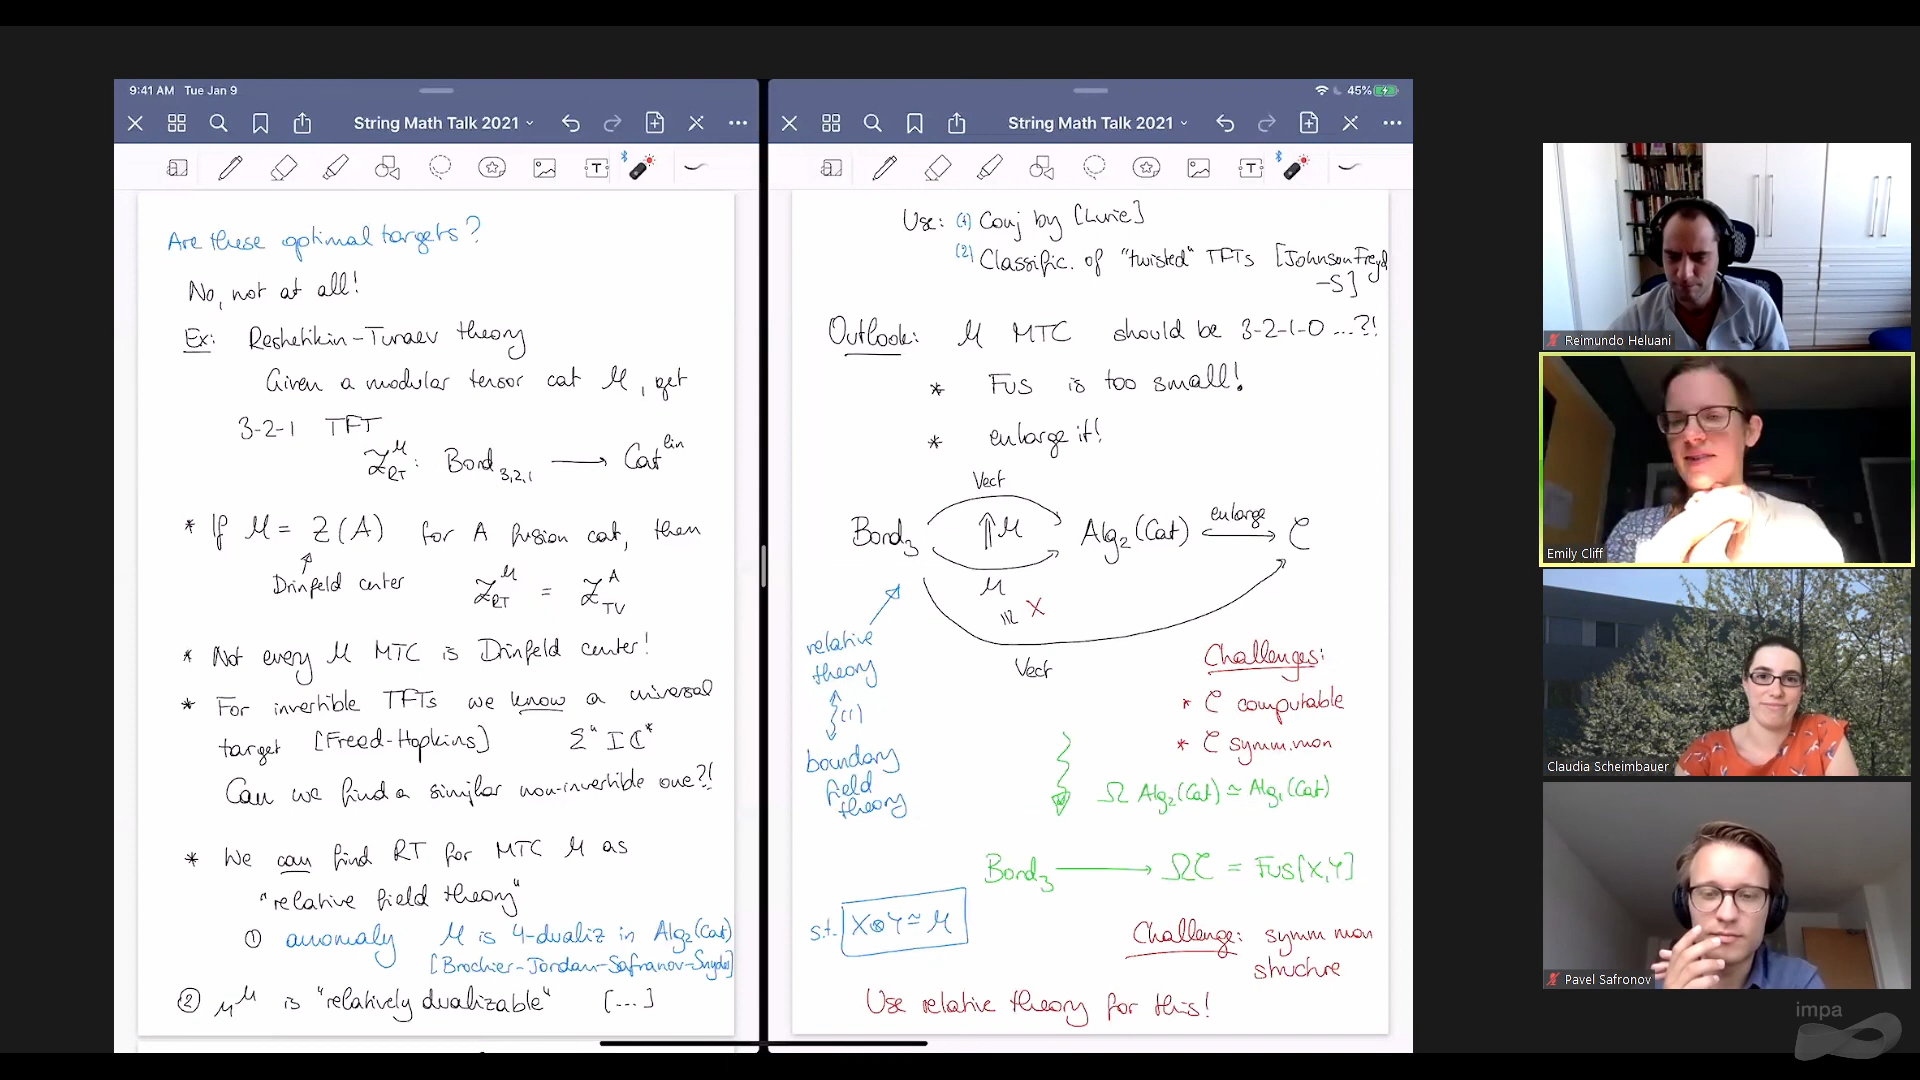 9:41 AM Tue Jan 9
String Math Talk 2021
Are these optimal targets?
No, not at all!
Ex: Reshetikin-Turaev theory
Given a modular tensor cat M, get
3-2-1 TFT
Z_RT^M : Bord_3,2,1 → Cat^lin
* If M = Z(A) for A fusion cat, then
Drinfeld center Z_RT^M = Z_TV^A
* Not every M MTC is Drinfeld center!
* For invertible TFTs we know a universal
target [Freed-Hopkins] Σ^n I C^*
Can we find a similar non-invertible one?!
* We can find RT for MTC M as
"relative field theory"
① anomaly M is 4-dualiz in Alg_2(Cat)
[Brochier-Jordan-Safranov-Snyder]
② μ^M is "relatively dualizable" [...]
45%
String Math Talk 2021
Use: (1) Conj by [Lurie]
(2) Classific. of "twisted" TFTs [JohnsonFreyd
-S]
Outlook: M MTC should be 3-2-1-0 ...?!
* Fus is too small!
* enlarge it!
Vect
Bord_3 ⇑M Alg_2(Cat) enlarge C
M
X
relative
theory
Vect
(1)
boundary
field
theory
Challenges:
* C computable
* C symm. mon
Ω Alg_2(Cat) ≃ Alg_1(Cat)
Bord_3 → ΩC = Fus[X,Y]
s.t. X⊗Y ≃ M
Challenge: symm mon
structure
Use relative theory for this!
Reimundo Heluani
Emily Cliff
Claudia Scheimbauer
Pavel Safronov
impa